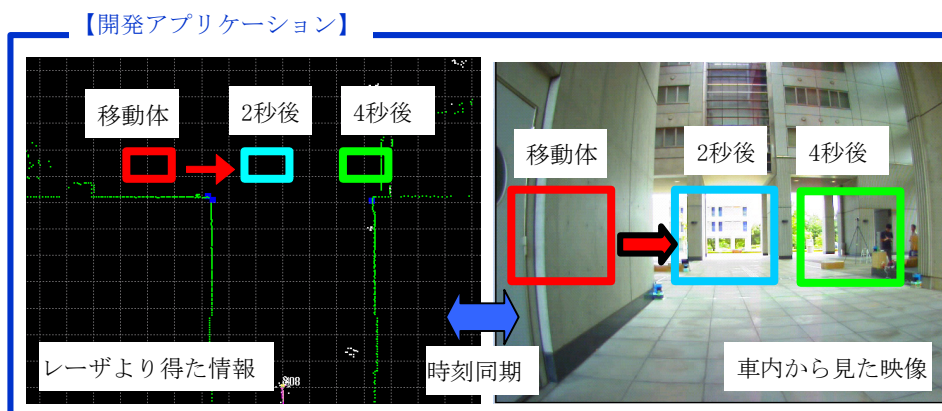 【開発アプリケーション】
移動体
2秒後
4秒後
レーザより得た情報
時刻同期
移動体
2秒後
4秒後
車内から見た映像